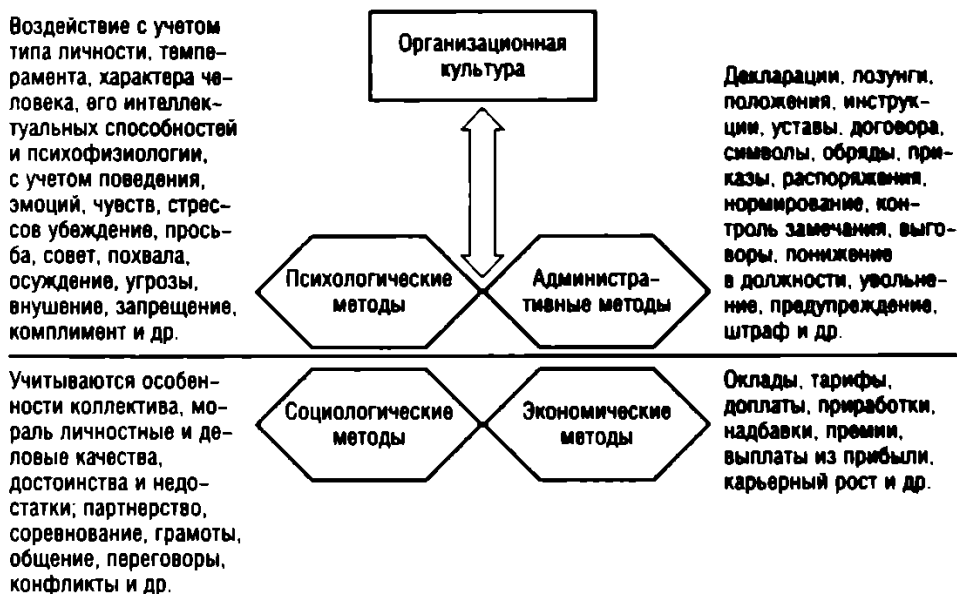 Воздействие с учетом
типа личности, темпе-
рамента, характера че-
ловека, его интеллек-
туальных способностей
и психофизиологии,
с учетом поведения,
эмоций, чувств, стрес-
сов убеждение, прось-
ба, совет, похвала,
осуждение, угрозы,
внушение, запрещение,
комплимент и др.
Организационная
культура
Декларации, лозунги,
положения, инструк-
ции, уставы, договора,
символы, обряды, при-
казы, распоряжения,
нормирование, кон-
троль замечания, выго-
воры, понижение
в должности, увольне-
ние, предупреждение,
штраф и др.
Психологические
методы
Администра-
тивные методы
Учитываются особен-
ности коллектива, мо-
раль личностные и де-
ловые качества,
достоинства и недо-
статки; партнерство,
соревнование, грамоты,
общение, переговоры,
конфликты и др.
Социологические
методы
Экономические
методы
Оклады, тарифы,
доплаты, приработки,
надбавки, премии,
выплаты из прибыли,
карьерный рост и др.